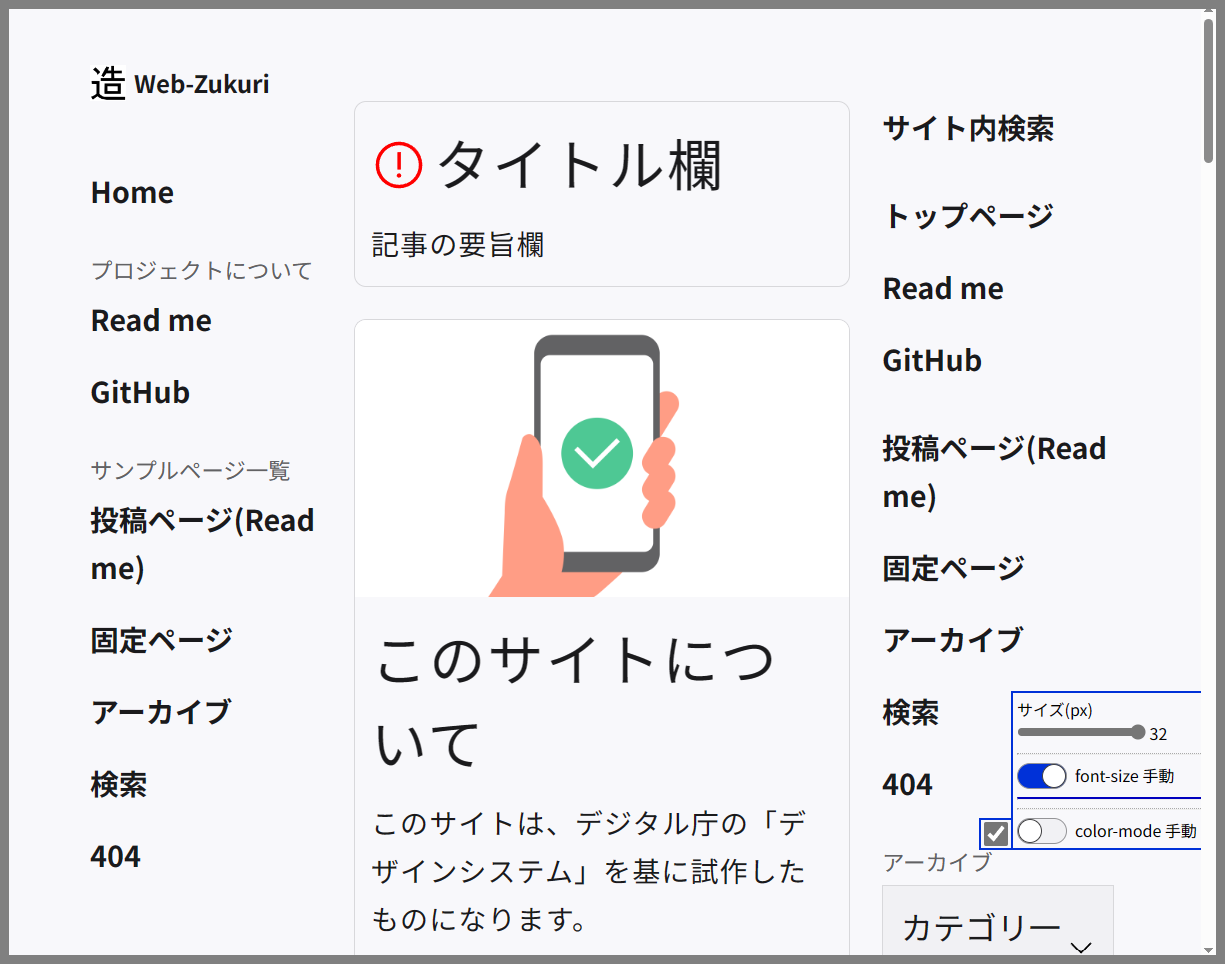 造 Web-Zukuri
Home
プロジェクトについて
Read me
GitHub
サンプルページ一覧
投稿ページ(Read
me)
固定ページ
アーカイブ
検索
404
タイトル欄
記事の要旨欄
このサイトにつ
いて
このサイトは、デジタル庁の「デ
ザインシステム」を基に試作した
ものになります。
サイト内検索
トップページ
Read me
GitHub
投稿ページ(Read
me)
固定ページ
アーカイブ
検索
404
アーカイブ
カテゴリー
サイズ(px)
32
font-size 手動
color-mode 手動